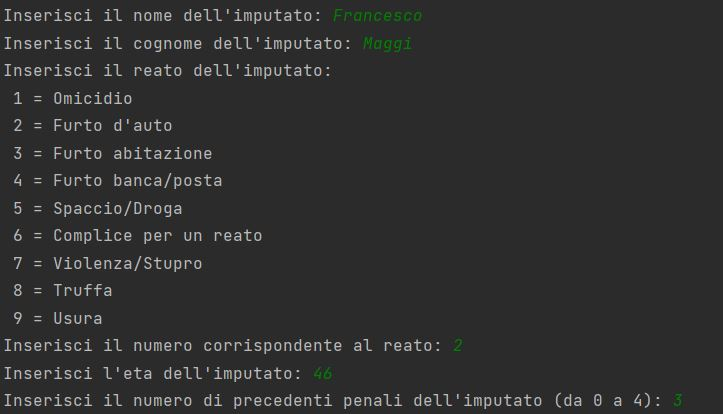 Inserisci il nome dell'imputato: Francesco
Inserisci il cognome dell'imputato: Maggi
Inserisci il reato dell'imputato:
1 = Omicidio
2 = Furto d'auto
3 = Furto abitazione
4 = Furto banca/posta
5 = Spaccio/Droga
6 = Complice per un reato
7 = Violenza/Stupro
8 = Truffa
9 = Usura
Inserisci il numero corrispondente al reato: 2
Inserisci l'eta dell'imputato: 46
Inserisci il numero di precedenti penali dell'imputato (da 0 a 4): 3